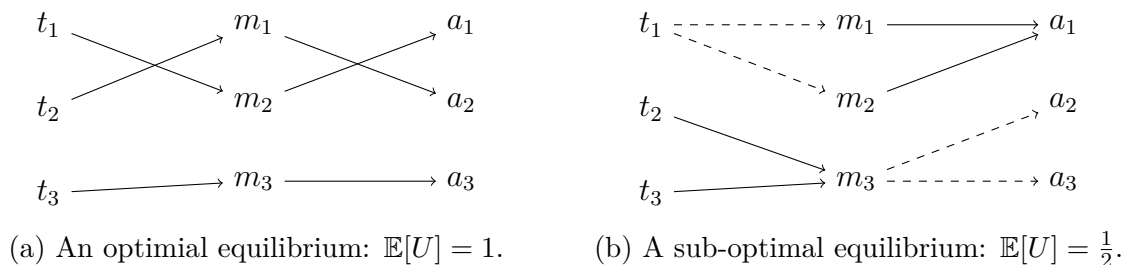 t₁ m₁ a₁ t₁ m₁ a₁
t₂ m₂ a₂ t₂ m₂ a₂
t₃ m₃ a₃ t₃ m₃ a₃
(a) An optimial equilibrium: 𝔼[U] = 1. (b) A sub-optimal equilibrium: 𝔼[U] = ½.